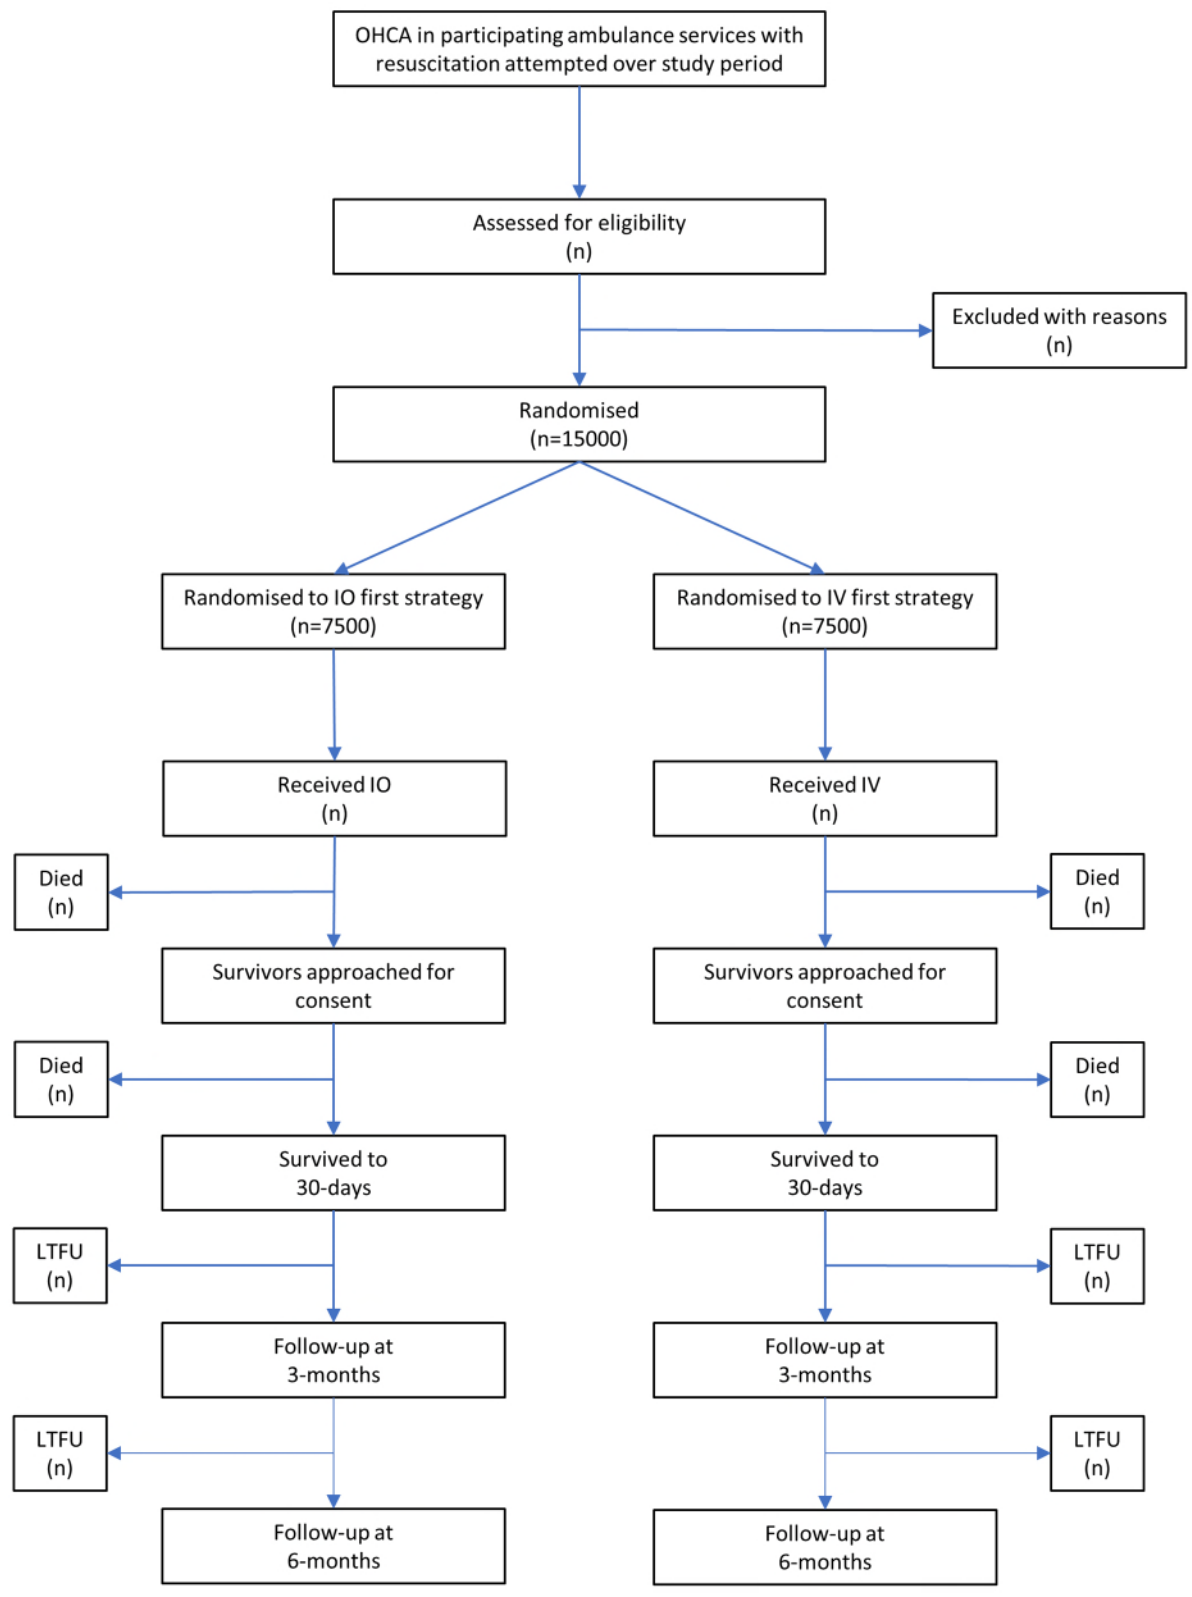 OHCA in participating ambulance services with
resuscitation attempted over study period
Assessed for eligibility
(n)
Excluded with reasons
(n)
Randomised
(n=15000)
Randomised to IO first strategy
(n=7500)
Randomised to IV first strategy
(n=7500)
Received IO
(n)
Received IV
(n)
Died
(n)
Died
(n)
Survivors approached for
consent
Survivors approached for
consent
Died
(n)
Died
(n)
Survived to
30-days
Survived to
30-days
LTFU
(n)
LTFU
(n)
Follow-up at
3-months
Follow-up at
3-months
LTFU
(n)
LTFU
(n)
Follow-up at
6-months
Follow-up at
6-months